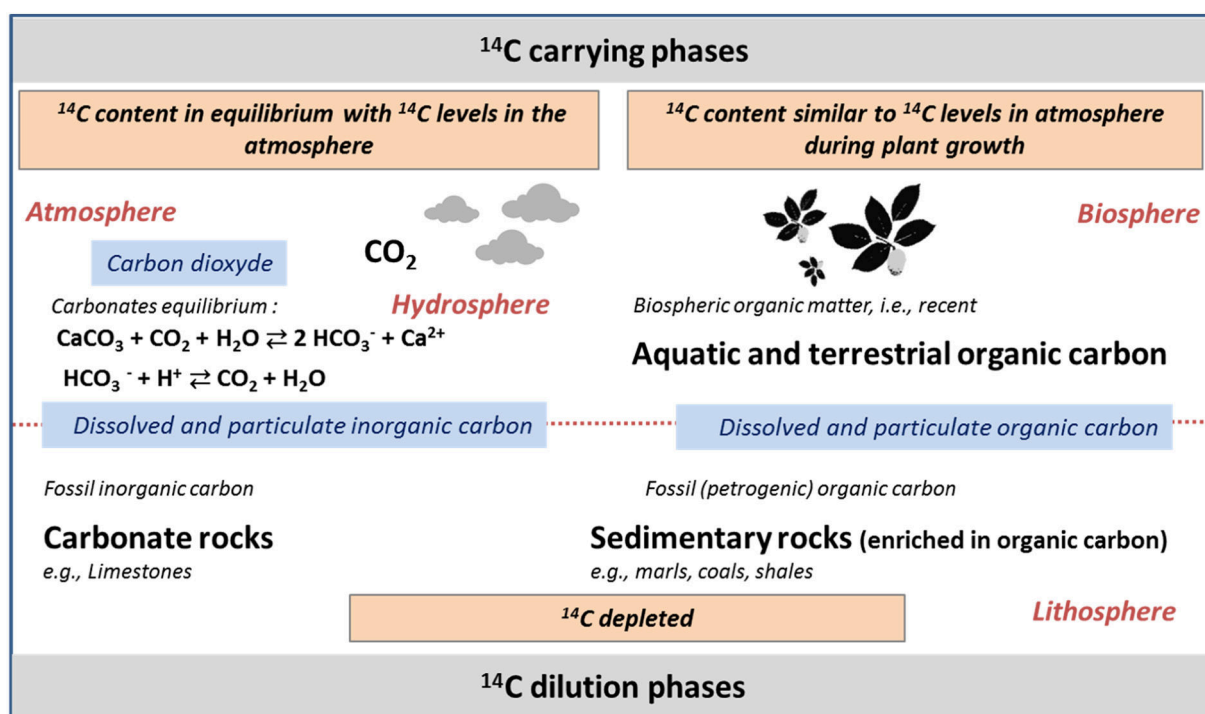 ¹⁴C carrying phases
¹⁴C content in equilibrium with ¹⁴C levels in the
atmosphere
¹⁴C content similar to ¹⁴C levels in atmosphere
during plant growth
Atmosphere
Biosphere
Carbon dioxyde
CO₂
Carbonates equilibrium :
Hydrosphere
Biospheric organic matter, i.e., recent
CaCO₃ + CO₂ + H₂O ⇄ 2 HCO₃⁻ + Ca²⁺
Aquatic and terrestrial organic carbon
HCO₃ ⁻ + H⁺ ⇄ CO₂ + H₂O
Dissolved and particulate inorganic carbon
Dissolved and particulate organic carbon
Fossil inorganic carbon
Fossil (petrogenic) organic carbon
Carbonate rocks
Sedimentary rocks (enriched in organic carbon)
e.g., Limestones
e.g., marls, coals, shales
¹⁴C depleted
Lithosphere
¹⁴C dilution phases